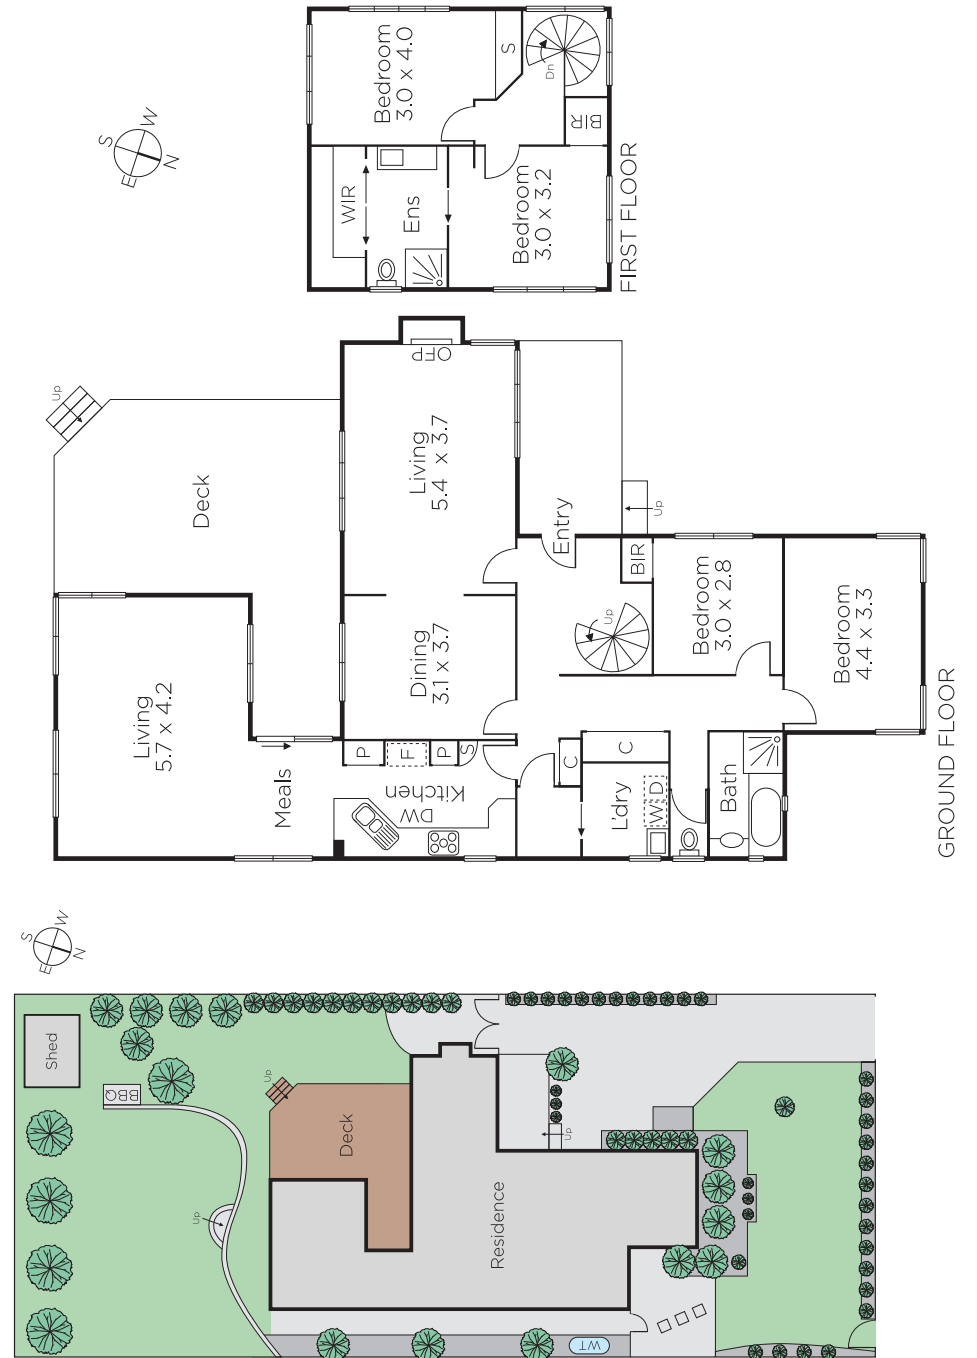 S
W
E
N
Bedroom
3.0 x 4.0
S
Dn
BIR
WIR
Ens
Bedroom
3.0 x 3.2
FIRST FLOOR
Up
Deck
OFP
Living
5.4 x 3.7
Entry
Up
BIR
Bedroom
3.0 x 2.8
Up
Dining
3.1 x 3.7
Bedroom
4.4 x 3.3
Living
5.7 x 4.2
Meals
P
F
P
S
Kitchen
DW
C
C
L'dry
W
D
Bath
GROUND FLOOR
S
W
E
N
Shed
BBQ
Up
Deck
Up
Up
Residence
WT